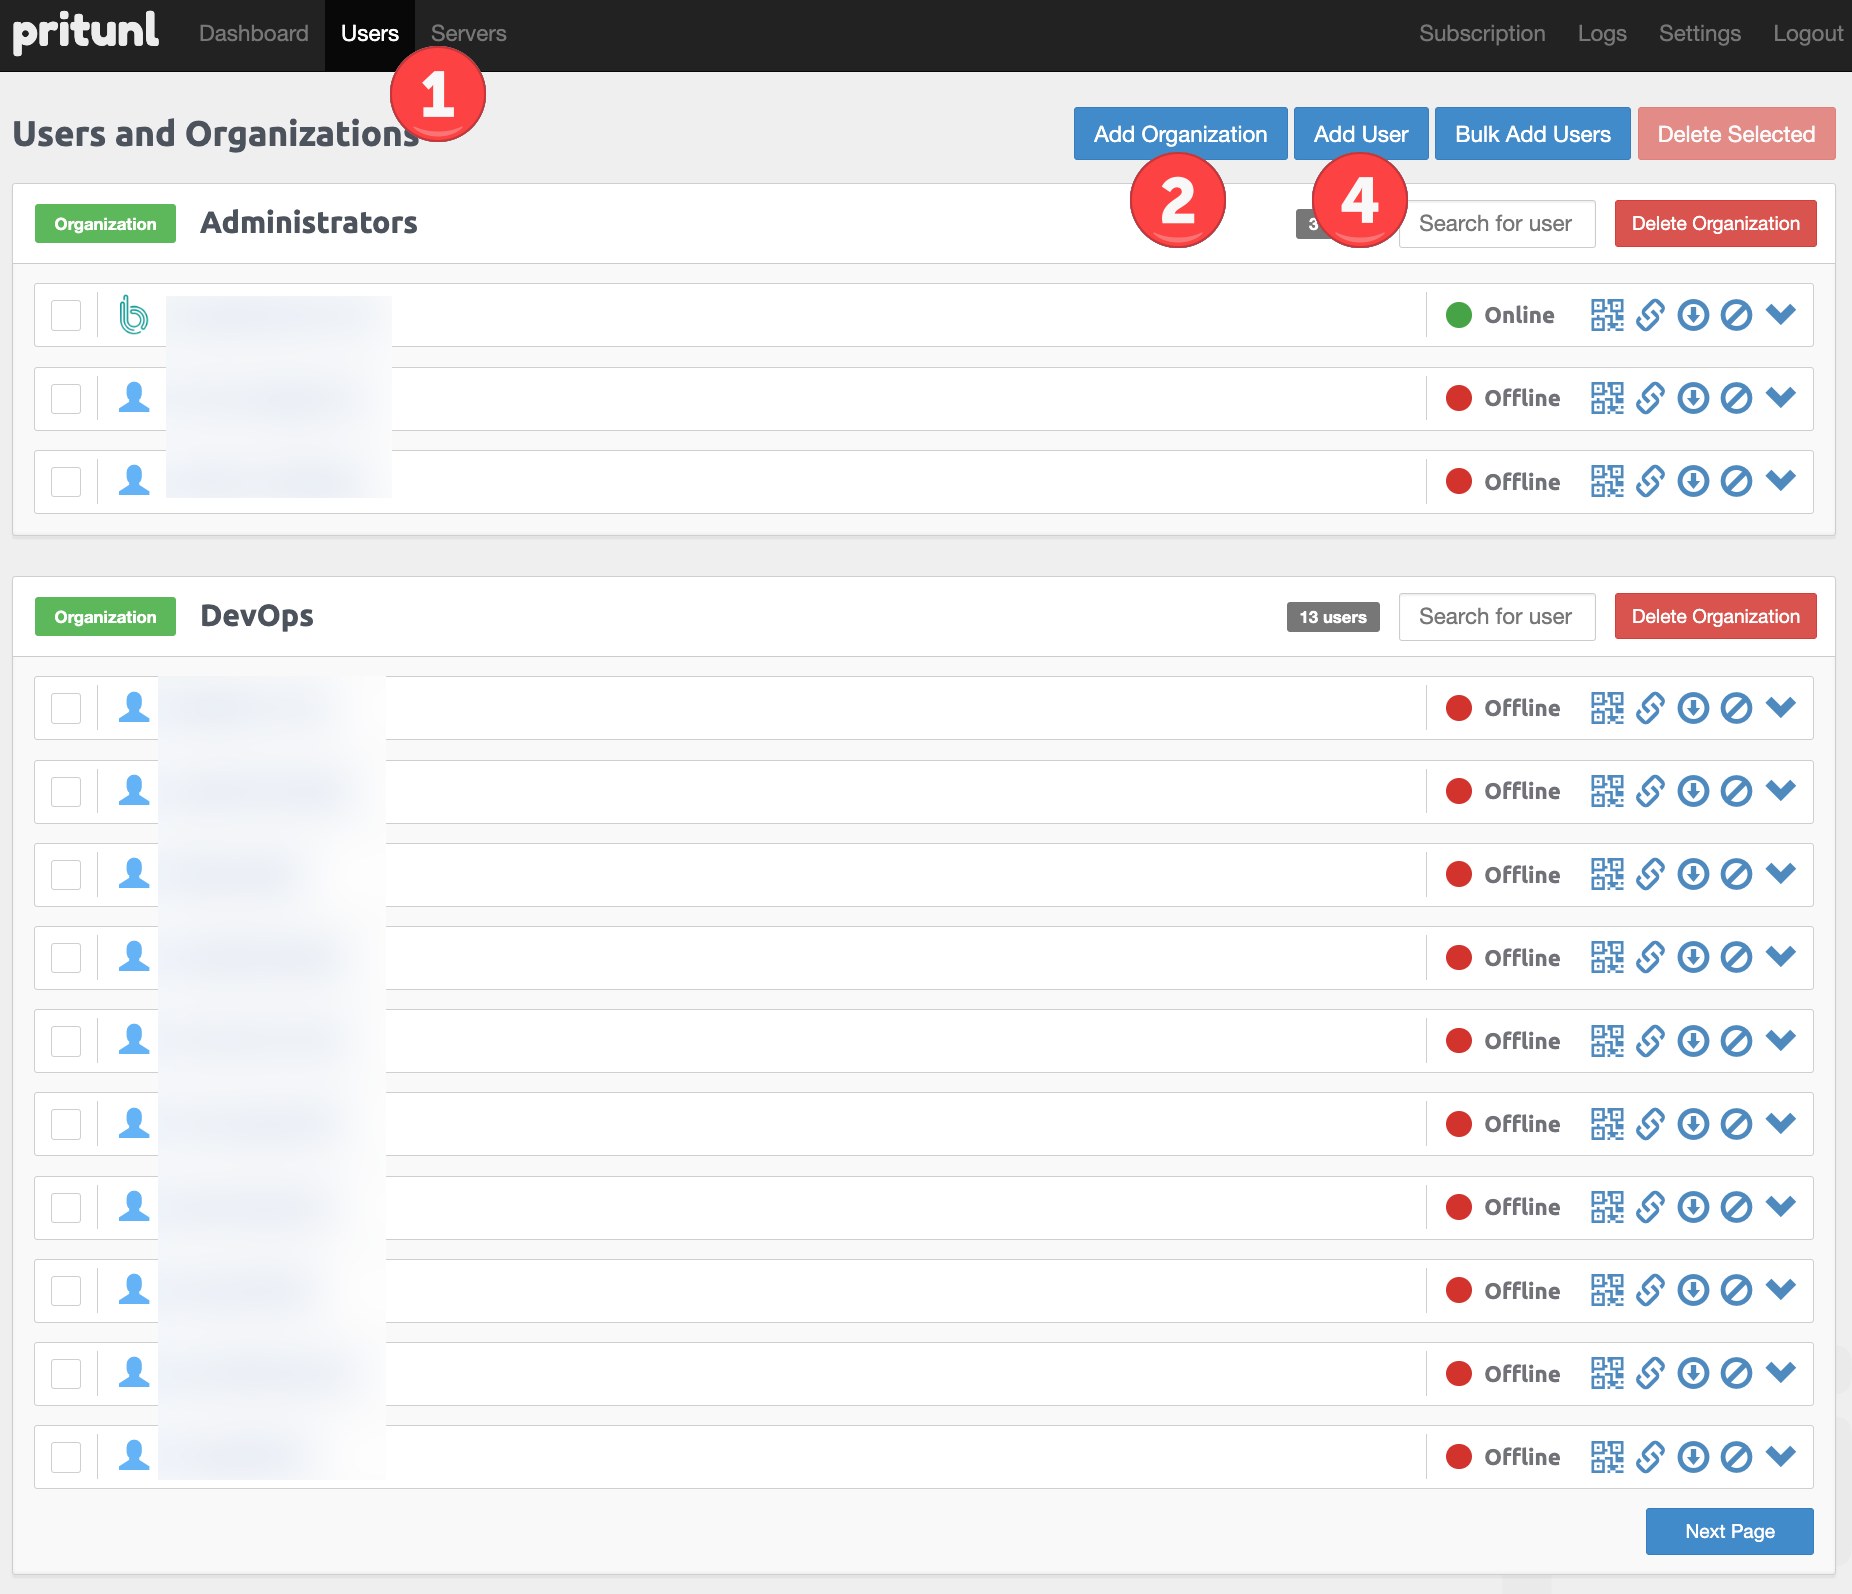 pritunl Dashboard Users Servers Subscription Logs Settings Logout
1
Users and Organizations Add Organization Add User Bulk Add Users Delete Selected
2 4
Organization Administrators 3 Search for user Delete Organization
Online
Offline
Offline
Organization DevOps 13 users Search for user Delete Organization
Offline
Offline
Offline
Offline
Offline
Offline
Offline
Offline
Offline
Offline
Next Page